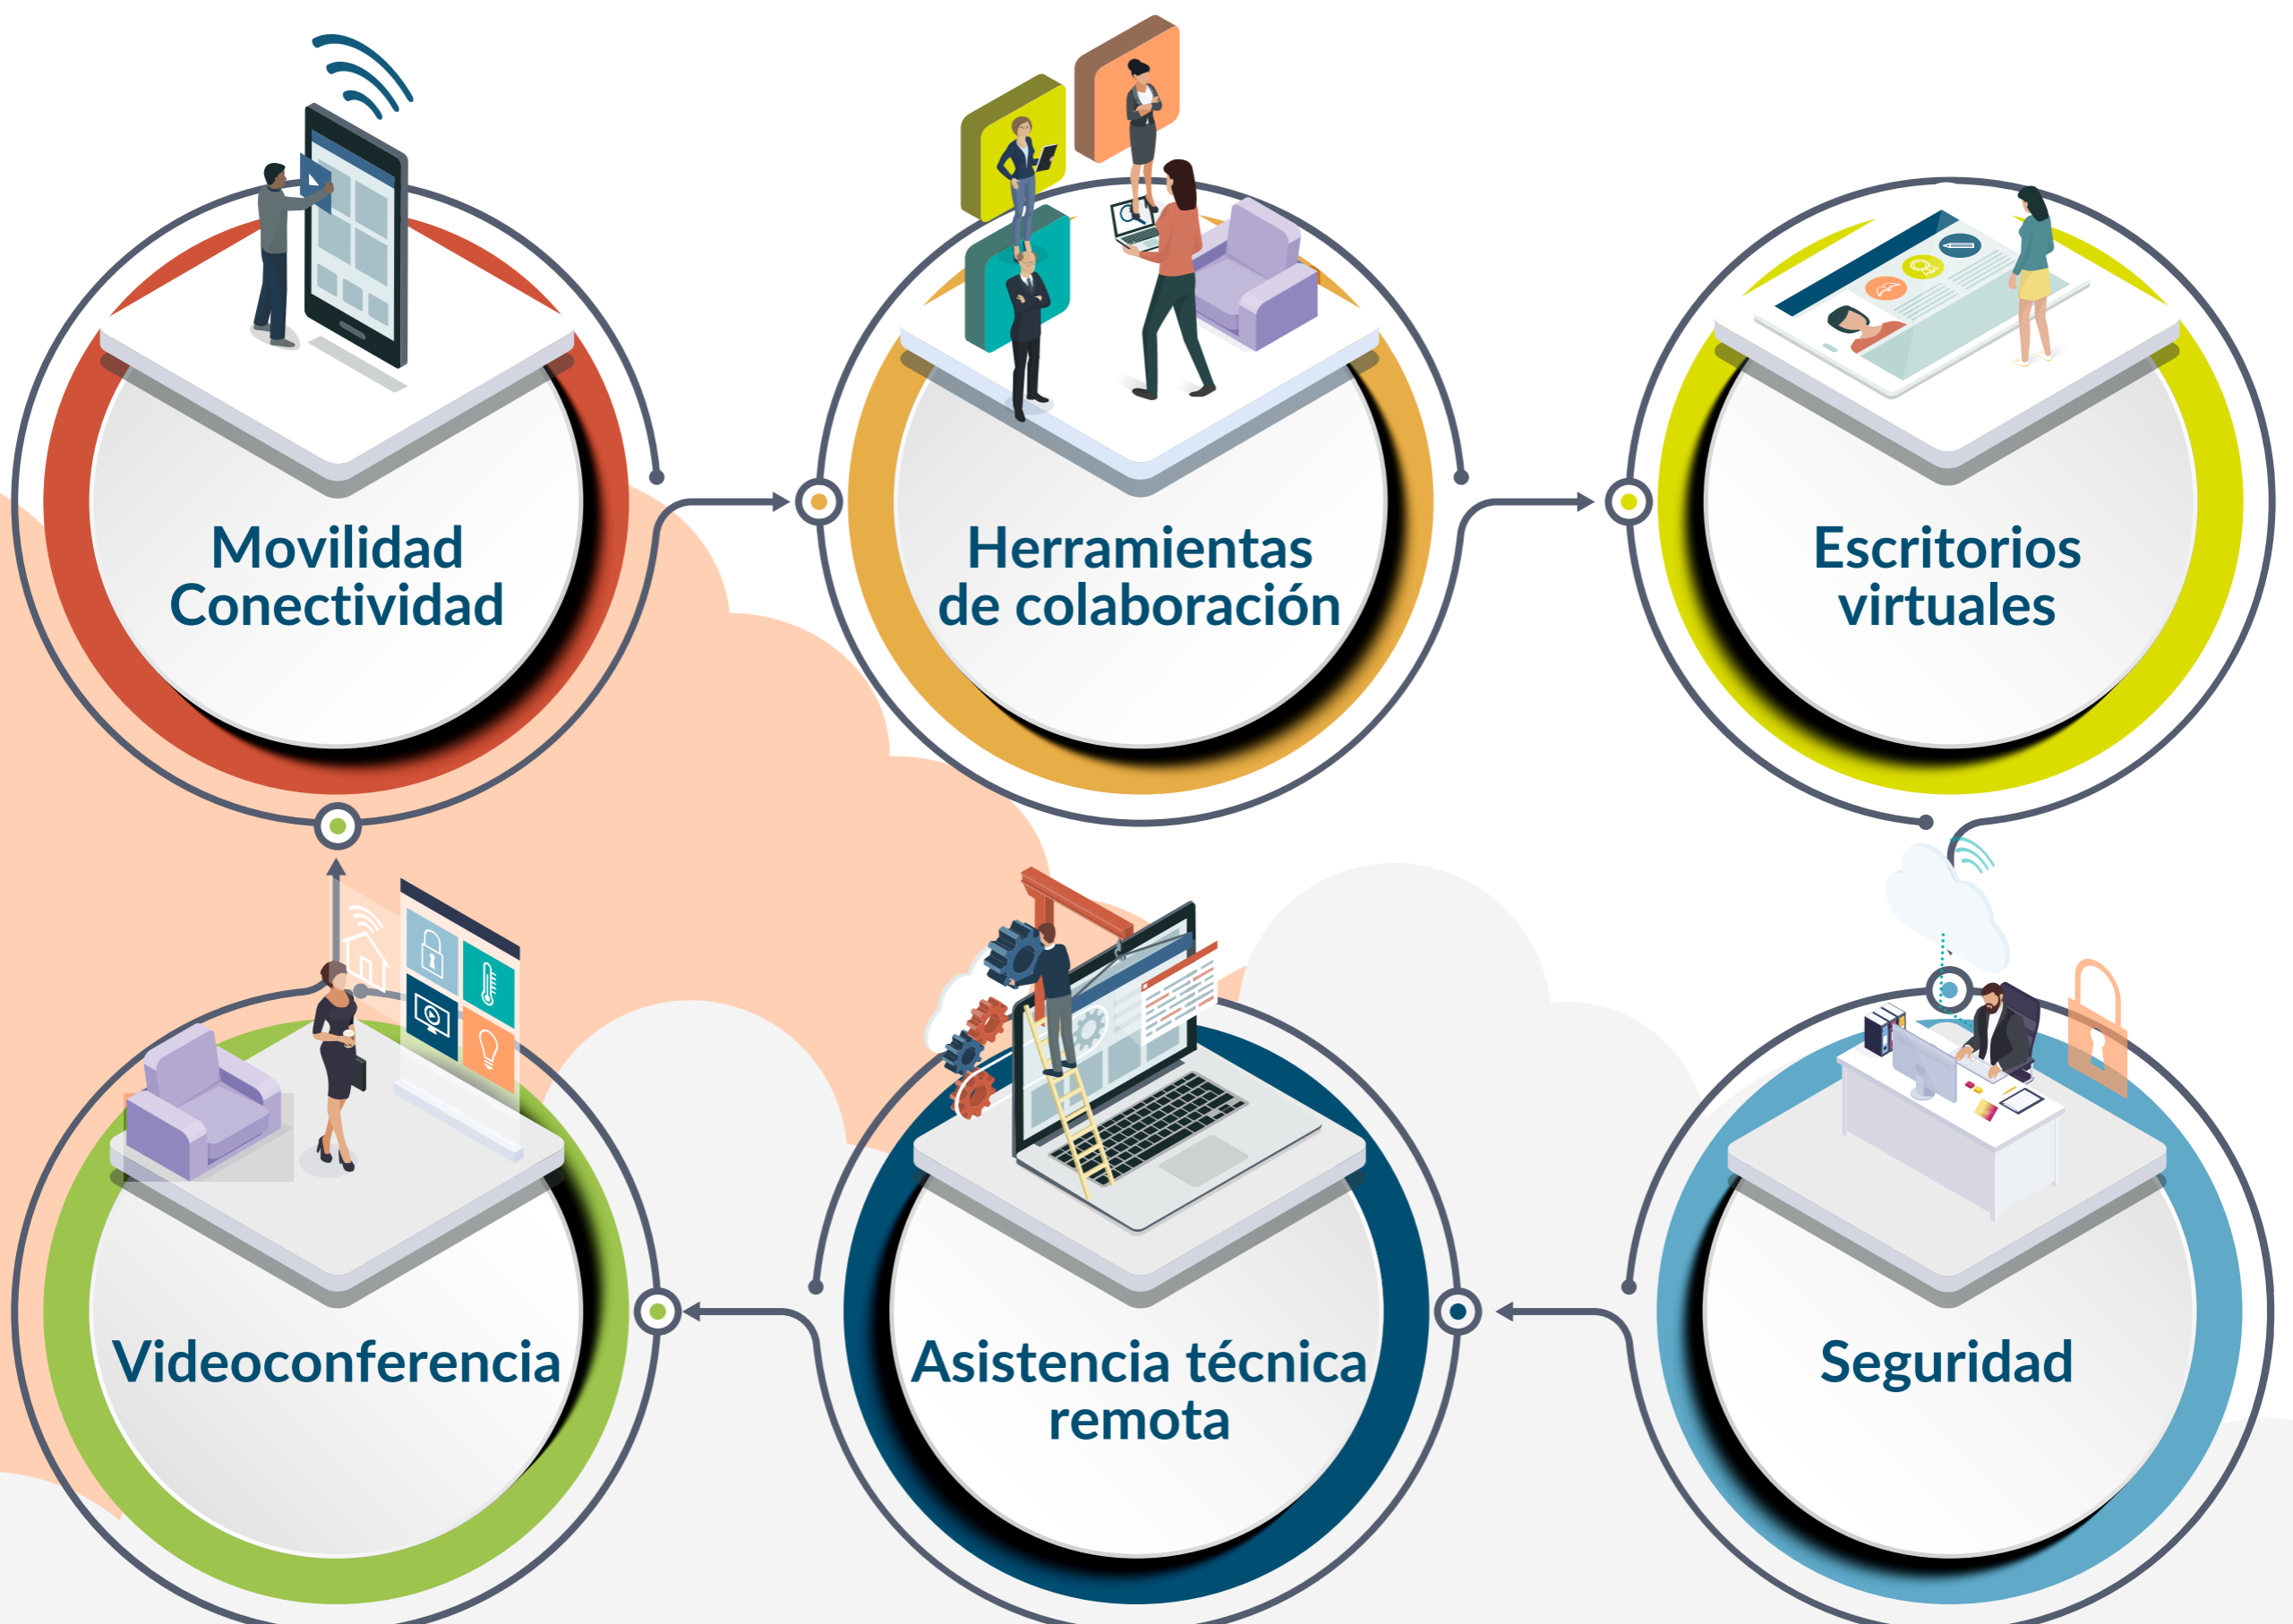 Movilidad
Conectividad
Herramientas
de colaboración
Escritorios
virtuales
Videoconferencia
Asistencia técnica
remota
Seguridad